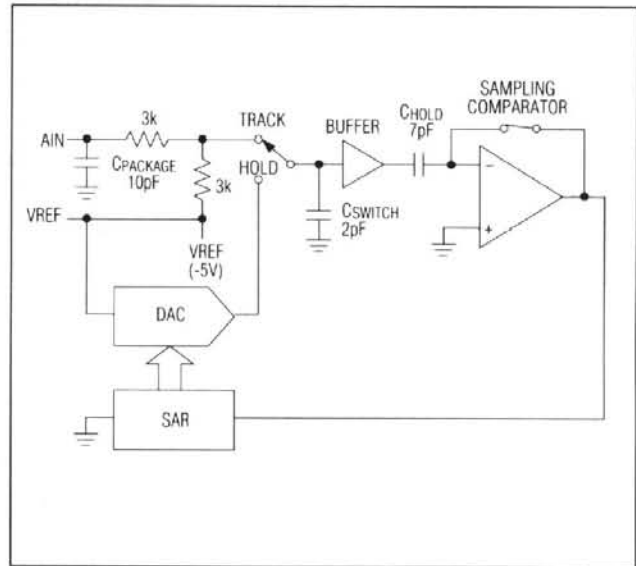 SAMPLING
COMPARATOR
3k
TRACK
BUFFER
CHOLD
7pF
AIN
CPACKAGE
10pF
HOLD
3k
−
CSWITCH
2pF
+
VREF
VREF
(-5V)
DAC
SAR